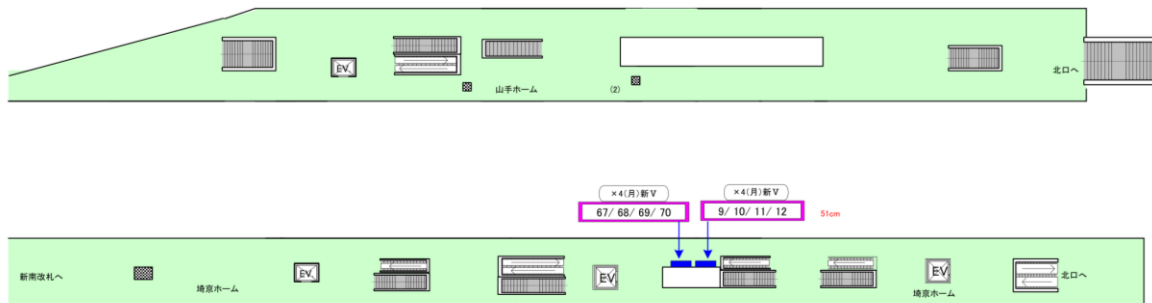 EV
北口へ
山手ホーム
(2)
×4(月)新V
×4(月)新V
67/ 68/ 69/ 70
9/ 10/ 11/ 12
51cm
新南改札へ
埼京ホーム
EV
EV
EV
埼京ホーム
北口へ